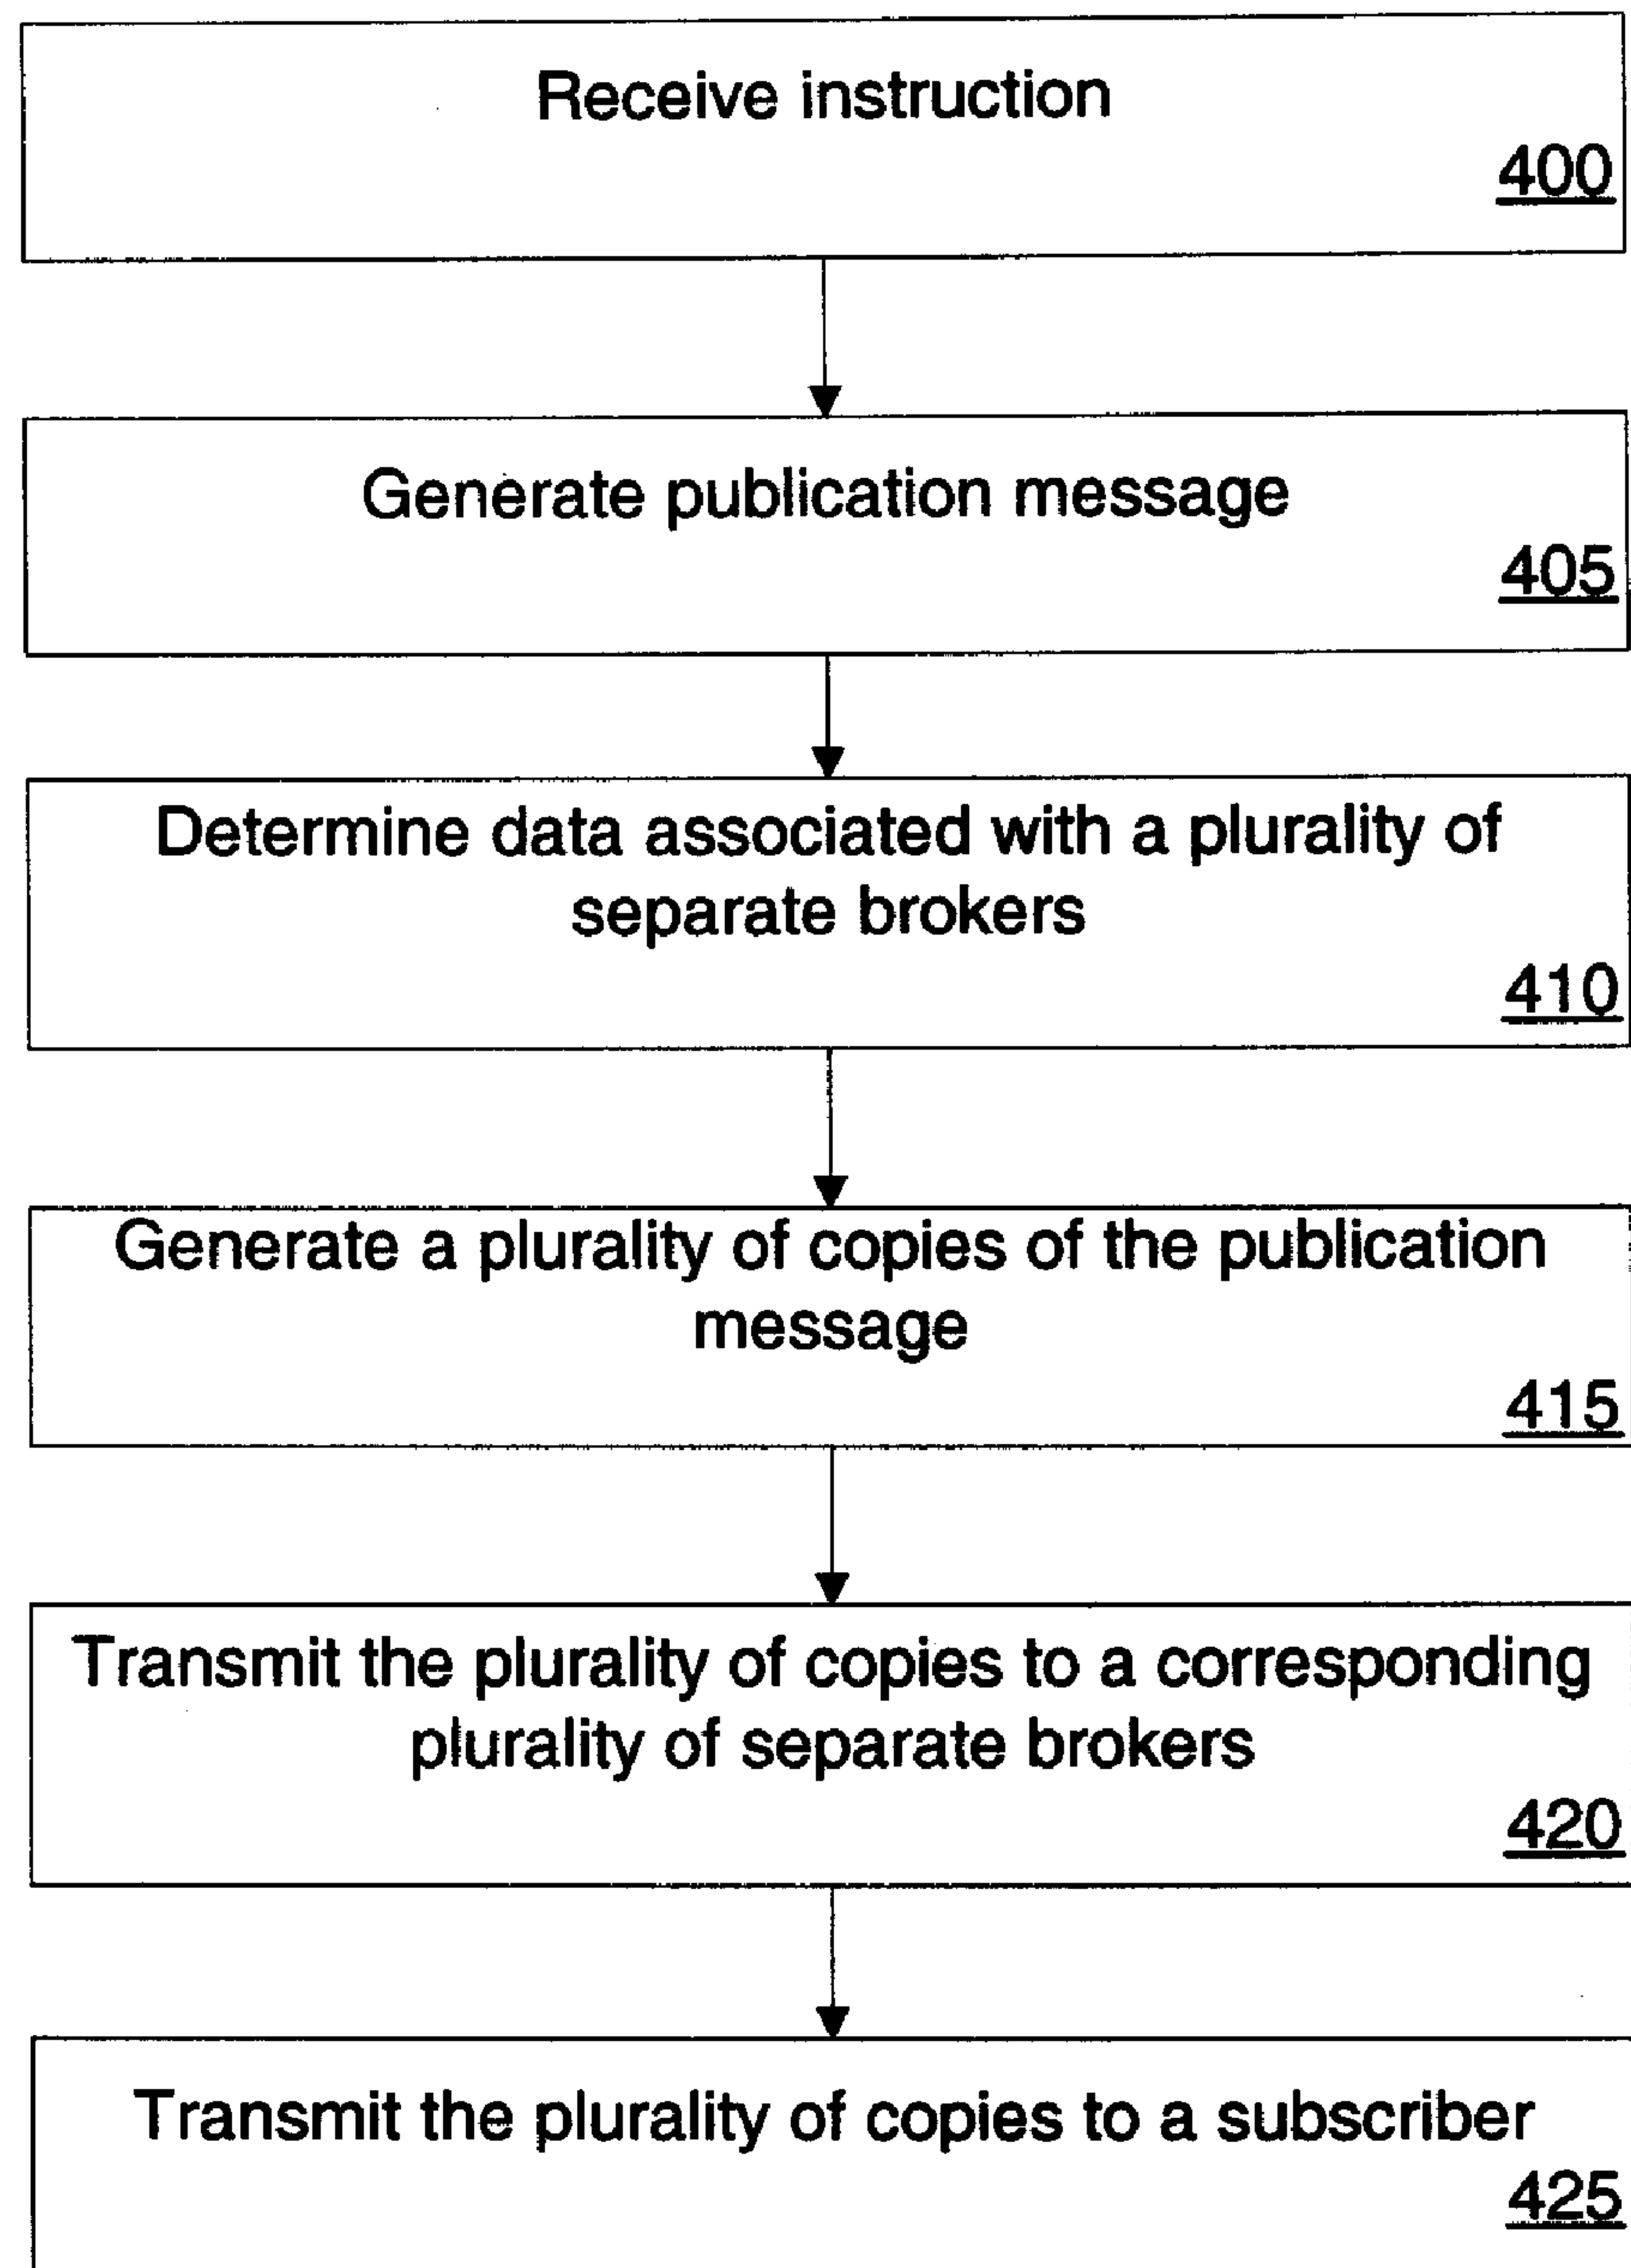 Receive instruction
400
Generate publication message
405
Determine data associated with a plurality of
separate brokers
410
Generate a plurality of copies of the publication
message
415
Transmit the plurality of copies to a corresponding
plurality of separate brokers
420
Transmit the plurality of copies to a subscriber
425